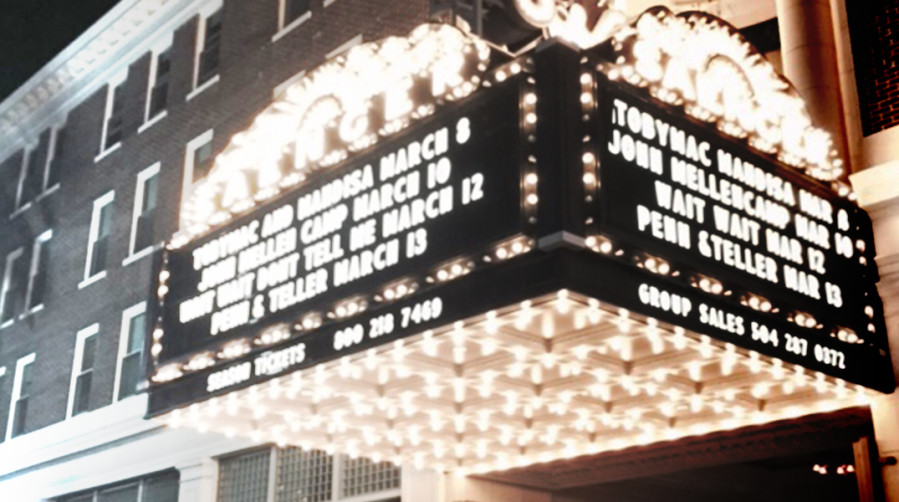 SAENGER
TOBYMAC AND MANDISA MARCH 8
JOHN MELLEN CAMP MARCH 10
WAIT WAIT DONT TELL ME MARCH 12
PENN & TELLER MARCH 13
SEASON TICKETS 800 218 7469
TOBYMAC MANDISA MAR 8
JOHN MELLENCAMP MAR 10
WAIT WAIT MAR 12
PENN & TELLER MAR 13
GROUP SALES 504 287 0372